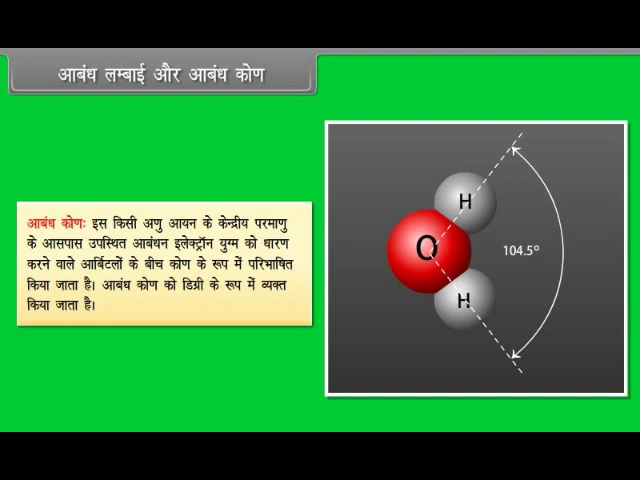 आबंध लम्बाई और आबंध कोण
आबंध कोण: इस किसी अणु आयन के केन्द्रीय परमाणु
के आसपास उपस्थित आबंधन इलेक्ट्रॉन युग्म को धारण
करने वाले आर्बिटलों के बीच कोण के रूप में परिभाषित
किया जाता है। आबंध कोण को डिग्री के रूप में व्यक्त
किया जाता है।
H
O
104.5º
H